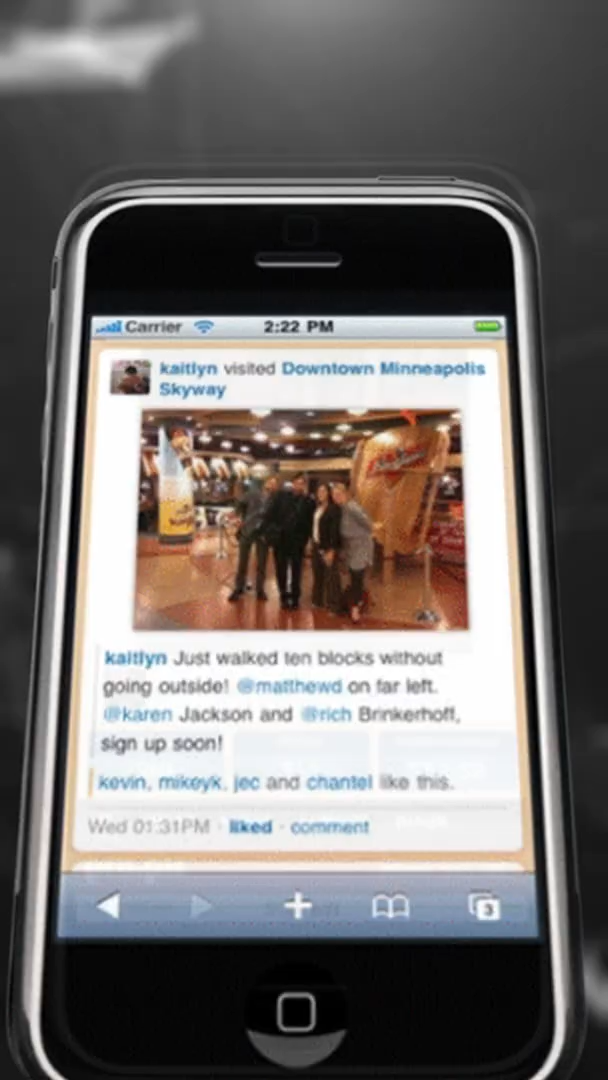 Carrier 2:22 PM
kaitlyn visited Downtown Minneapolis
Skyway
kaitlyn Just walked ten blocks without
going outside! @matthewd on far left.
@karen Jackson and @rich Brinkerhoff,
sign up soon!
kevin, mikeyk, jec and chantel like this.
Wed 01:31PM · liked · comment
3